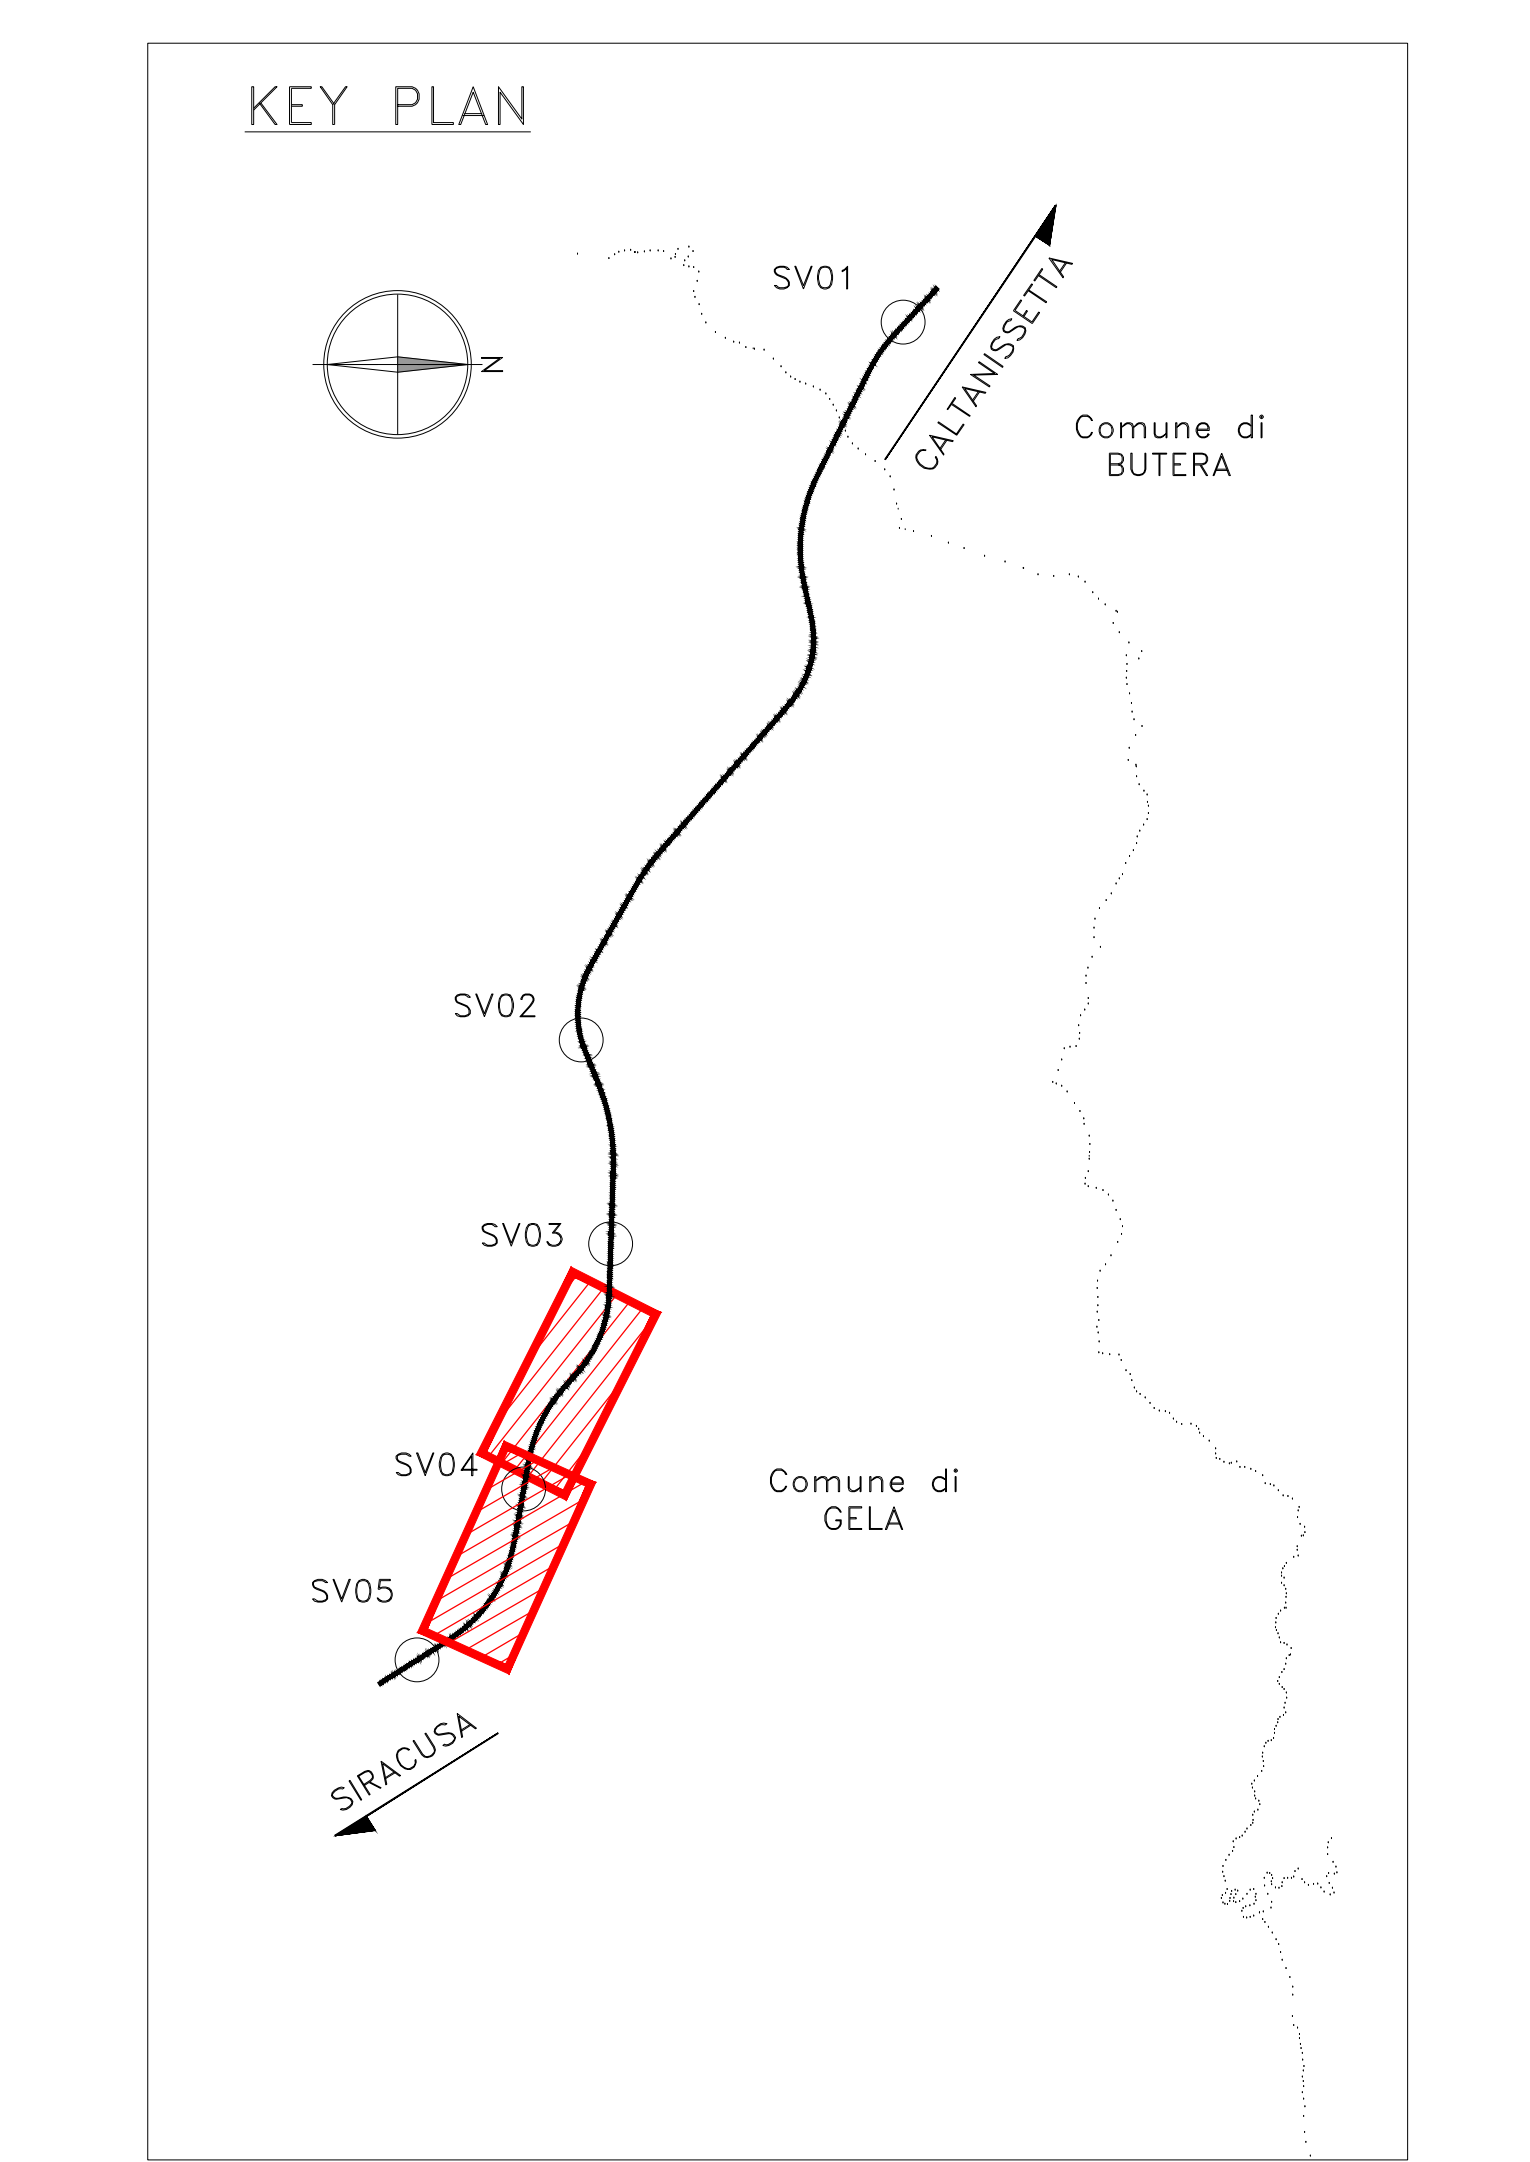 KEY PLAN
SV01
CALTANISSETTA
N
Comune di
BUTERA
SV02
SV03
SV04
Comune di
GELA
SV05
SIRACUSA